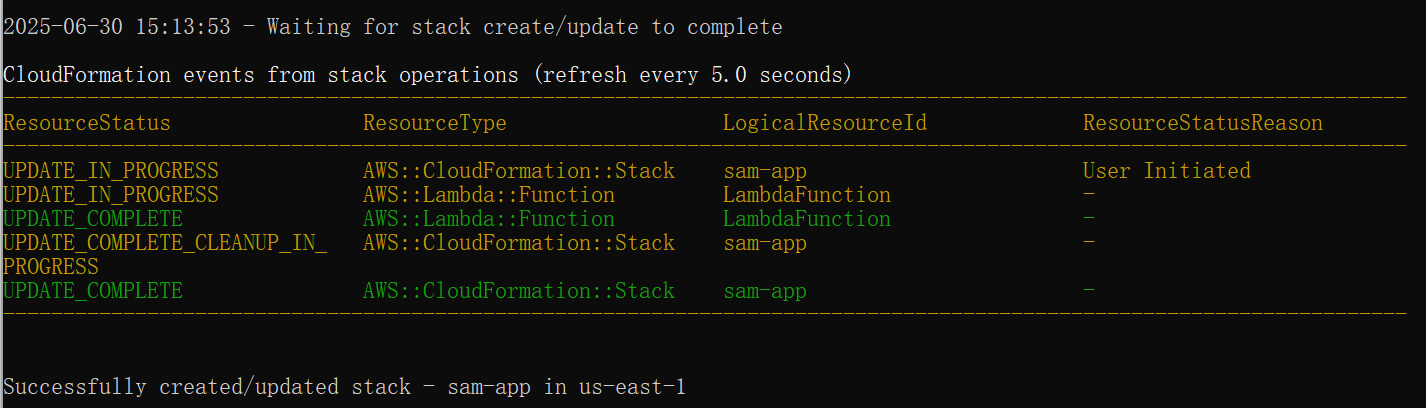 2025-06-30 15:13:53 - Waiting for stack create/update to complete
CloudFormation events from stack operations (refresh every 5.0 seconds)
ResourceStatus ResourceType LogicalResourceId ResourceStatusReason
UPDATE_IN_PROGRESS AWS::CloudFormation::Stack sam-app User Initiated
UPDATE_IN_PROGRESS AWS::Lambda::Function LambdaFunction -
UPDATE_COMPLETE AWS::Lambda::Function LambdaFunction -
UPDATE_COMPLETE_CLEANUP_IN_ AWS::CloudFormation::Stack sam-app -
PROGRESS
UPDATE_COMPLETE AWS::CloudFormation::Stack sam-app -
Successfully created/updated stack - sam-app in us-east-1